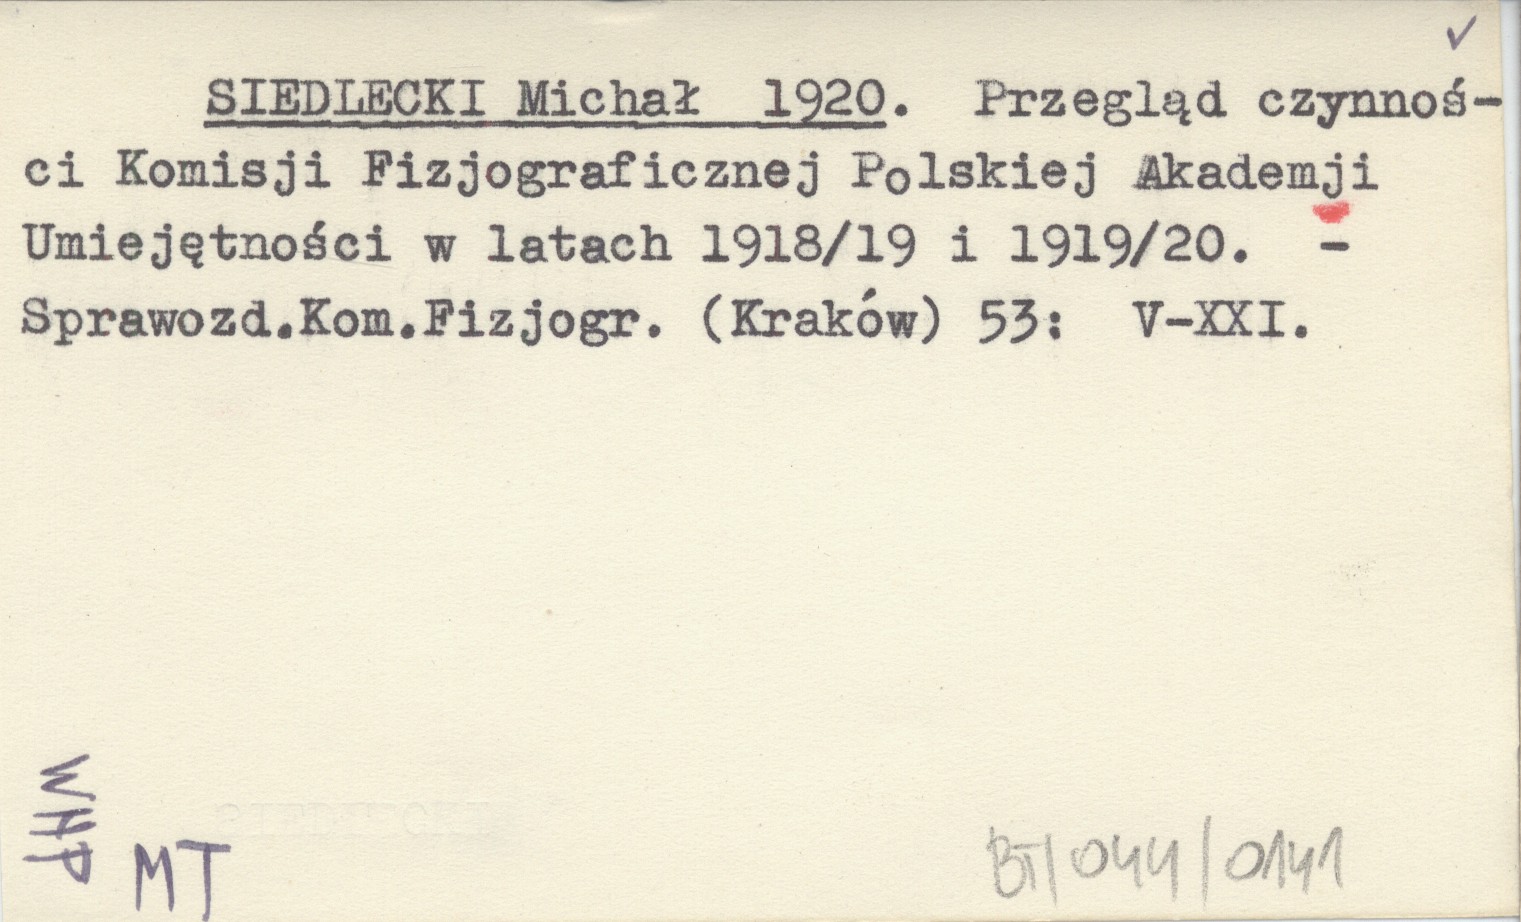 SIEDLECKI Michał 1920. Przegląd czynnoś-
ci Komisji Fizjograficznej Polskiej Akademji
Umiejętności w latach 1918/19 i 1919/20. -
Sprawozd.Kom.Fizjogr. (Kraków) 53: V-XXI.
WHP
MT
BT/044/0141